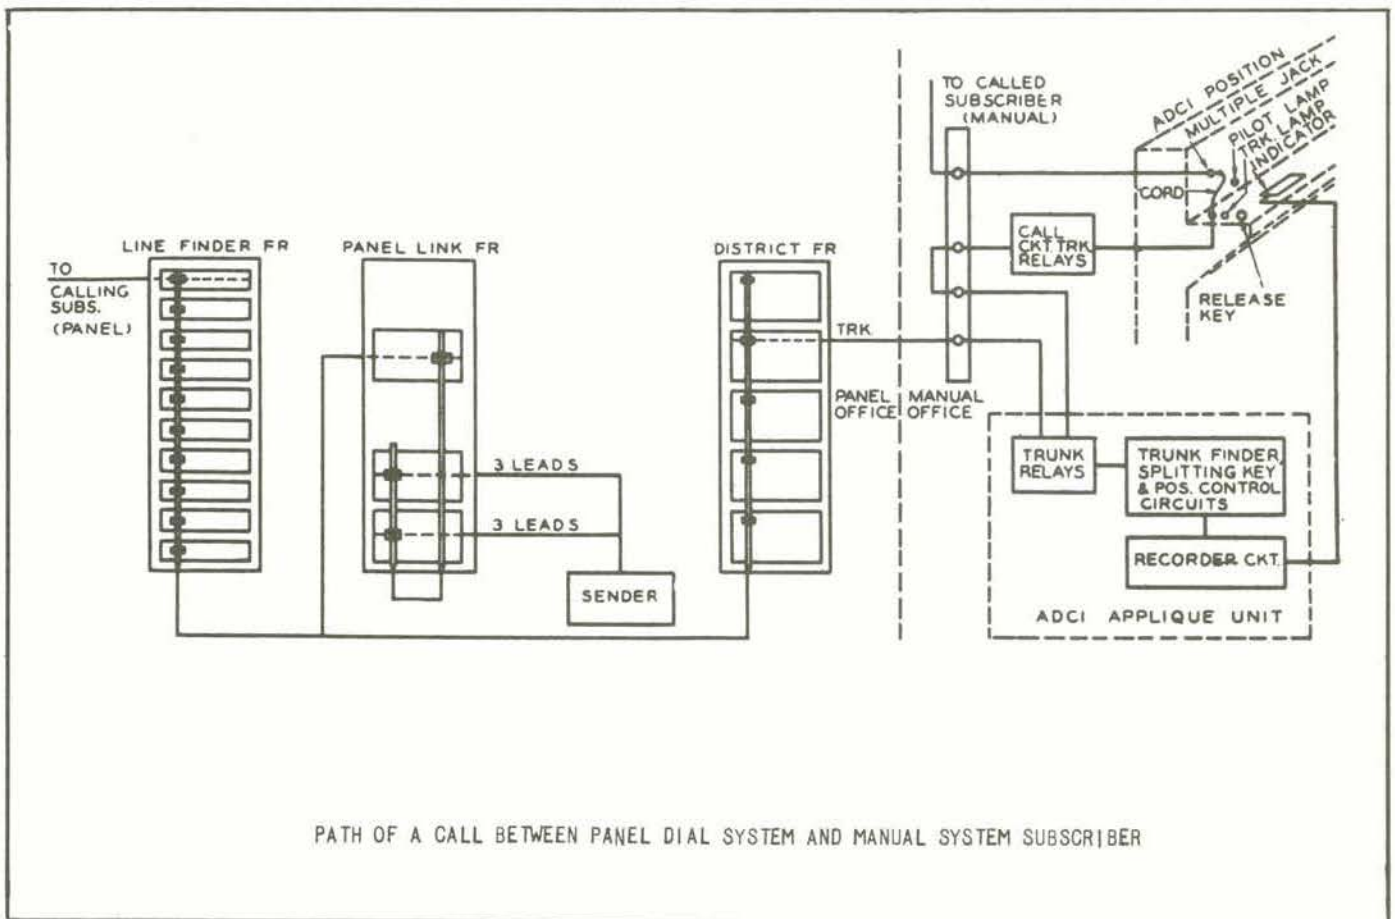 LINE FINDER FR
TO
CALLING
SUBS.
(PANEL)
PANEL LINK FR
3 LEADS
3 LEADS
SENDER
DISTRICT FR
TRK
PANEL
OFFICE
MANUAL
OFFICE
TO CALLED
SUBSCRIBER
(MANUAL)
CALL
CKT. TRK.
RELAYS
ADCI POSITION
MULTIPLE JACK
PILOT LAMP
TRK. LAMP
INDICATOR
CORD
RELEASE
KEY
TRUNK
RELAYS
TRUNK FINDER,
SPLITTING KEY
& POS. CONTROL
CIRCUITS
RECORDER CKT.
ADCI APPLIQUE UNIT
PATH OF A CALL BETWEEN PANEL DIAL SYSTEM AND MANUAL SYSTEM SUBSCRIBER